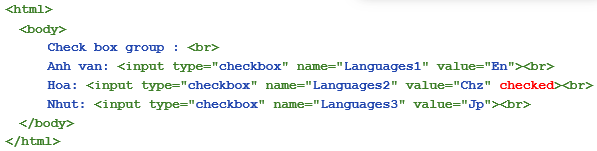 <html>
<body>
Check box group : <br>
Anh van: <input type="checkbox" name="Languages1" value="En"><br>
Hoa: <input type="checkbox" name="Languages2" value="Chz" checked><br>
Nhut: <input type="checkbox" name="Languages3" value="Jp"><br>
</body>
</html>